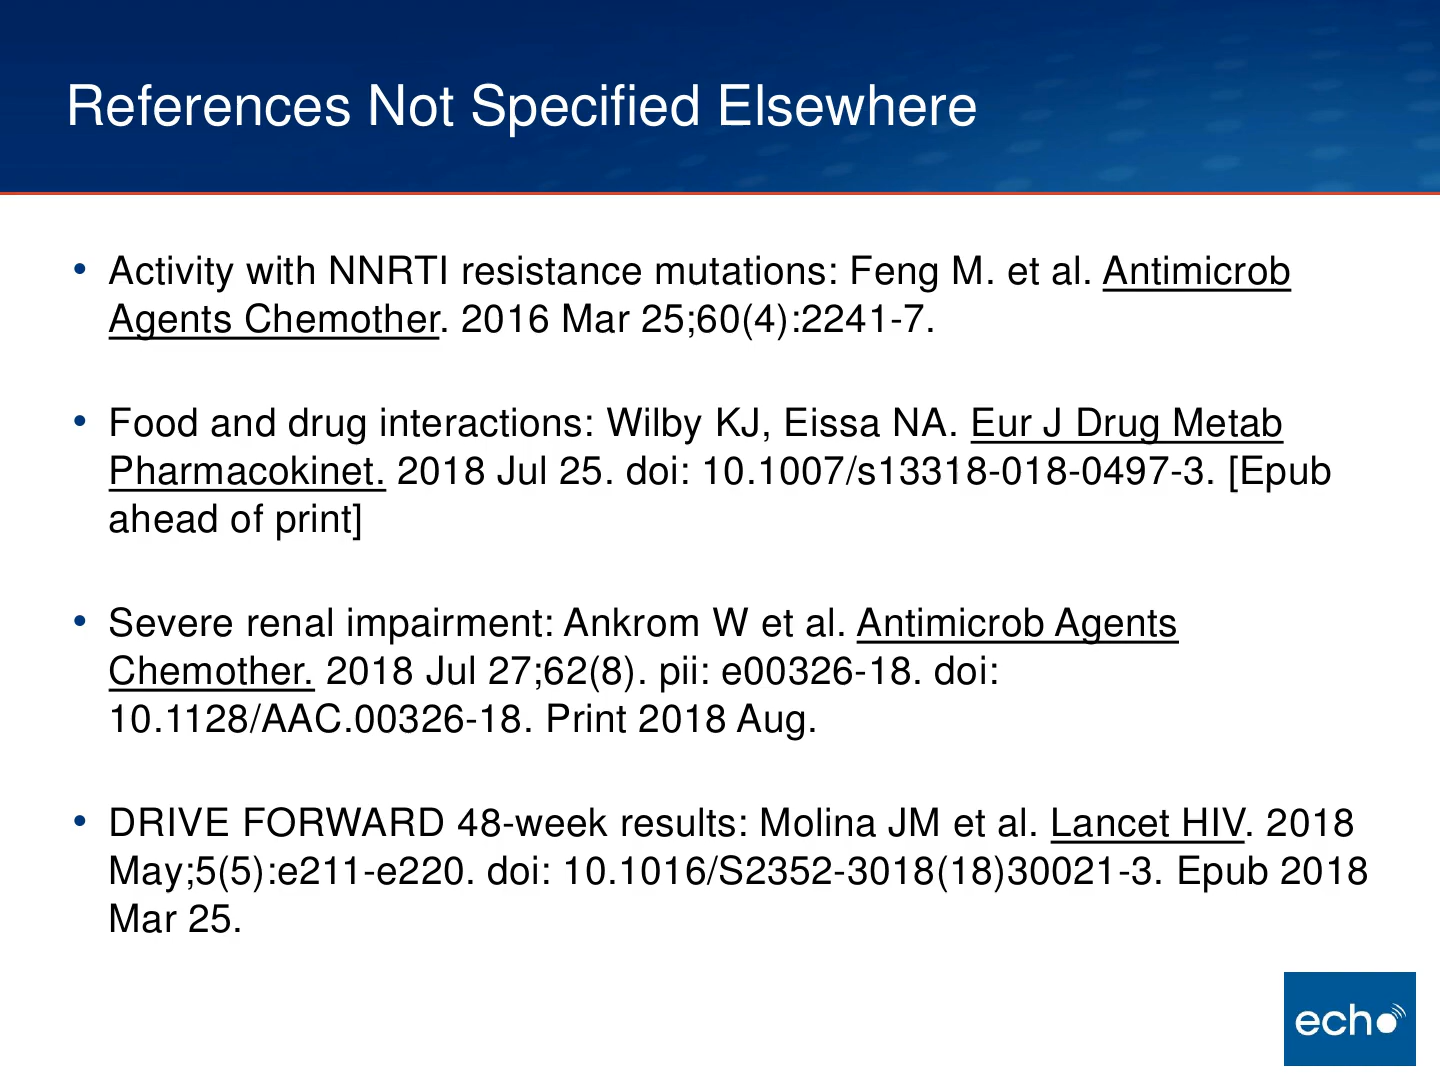 References Not Specified Elsewhere
• Activity with NNRTI resistance mutations: Feng M. et al. Antimicrob
Agents Chemother. 2016 Mar 25;60(4):2241-7.
• Food and drug interactions: Wilby KJ, Eissa NA. Eur J Drug Metab
Pharmacokinet. 2018 Jul 25. doi: 10.1007/s13318-018-0497-3. [Epub
ahead of print]
• Severe renal impairment: Ankrom W et al. Antimicrob Agents
Chemother. 2018 Jul 27;62(8). pii: e00326-18. doi:
10.1128/AAC.00326-18. Print 2018 Aug.
• DRIVE FORWARD 48-week results: Molina JM et al. Lancet HIV. 2018
May;5(5):e211-e220. doi: 10.1016/S2352-3018(18)30021-3. Epub 2018
Mar 25.
echo